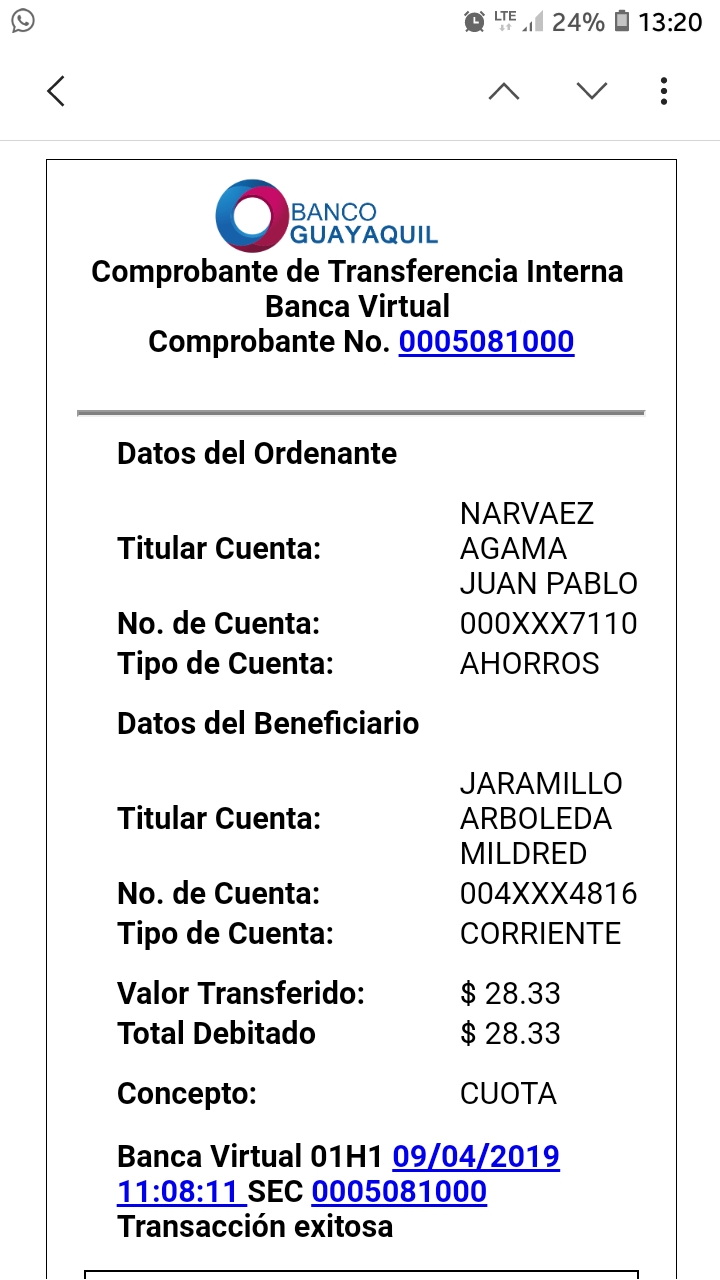 LTE 24% 13:20
BANCO
GUAYAQUIL
Comprobante de Transferencia Interna
Banca Virtual
Comprobante No. 0005081000
Datos del Ordenante
NARVAEZ
Titular Cuenta: AGAMA
JUAN PABLO
No. de Cuenta: 000XXX7110
Tipo de Cuenta: AHORROS
Datos del Beneficiario
JARAMILLO
Titular Cuenta: ARBOLEDA
MILDRED
No. de Cuenta: 004XXX4816
Tipo de Cuenta: CORRIENTE
Valor Transferido: $ 28.33
Total Debitado $ 28.33
Concepto: CUOTA
Banca Virtual 01H1 09/04/2019
11:08:11 SEC 0005081000
Transacción exitosa